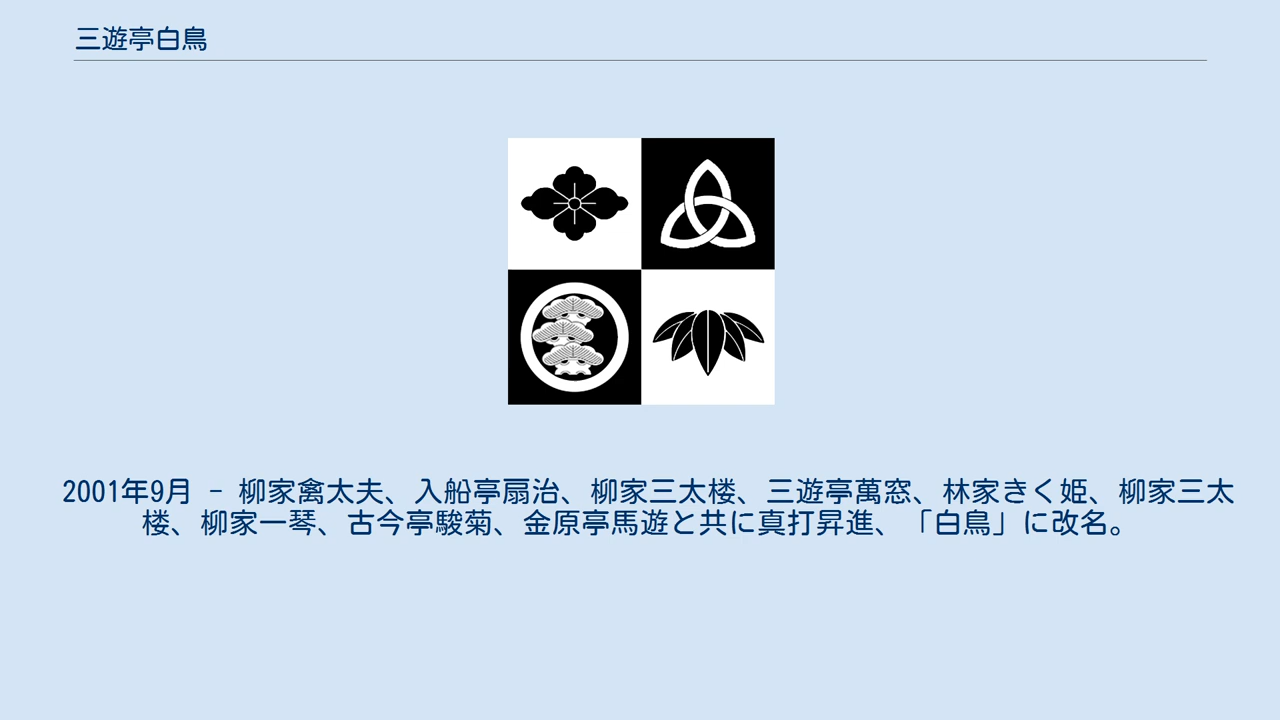 三遊亭白鳥
2001年9月 - 柳家禽太夫、入船亭扇治、柳家三太楼、三遊亭萬窓、林家きく姫、柳家三太
楼、柳家一琴、古今亭駿菊、金原亭馬遊と共に真打昇進、「白鳥」に改名。